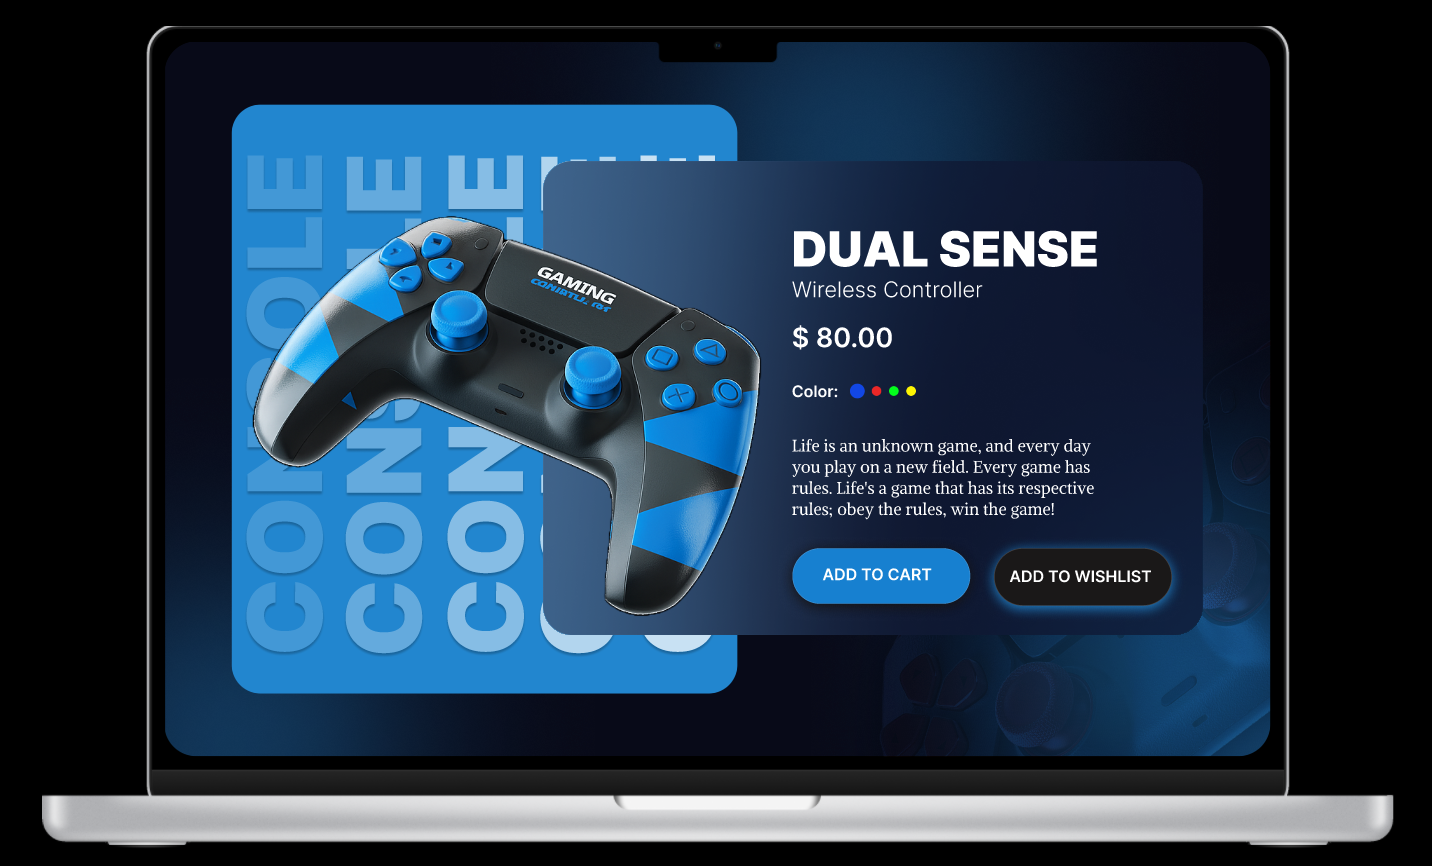 CONSOLE
CONSOLE
CONSOLE
GAMING
DUAL SENSE
Wireless Controller
$ 80.00
Color:
Life is an unknown game, and every day
you play on a new field. Every game has
rules. Life's a game that has its respective
rules; obey the rules, win the game!
ADD TO CART
ADD TO WISHLIST